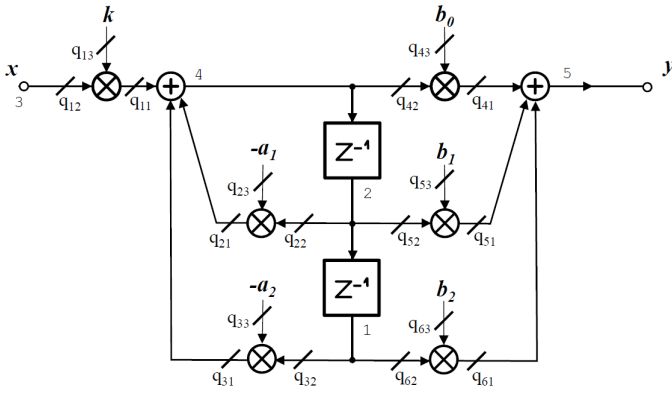 k b₀
q₁₃ q₄₃
x 4 5 y
3 q₁₂ q₁₁ q₄₂ q₄₁
-a₁ Z⁻¹ b₁
q₂₃ 2 q₅₃
q₂₁ q₂₂ q₅₂ q₅₁
-a₂ Z⁻¹ b₂
q₃₃ 1 q₆₃
q₃₁ q₃₂ q₆₂ q₆₁